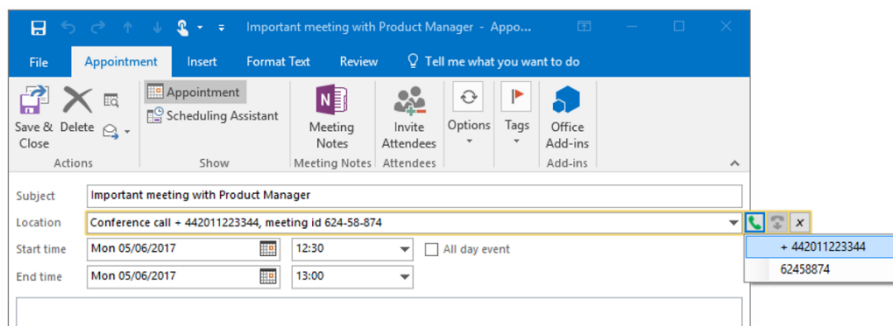 Important meeting with Product Manager - Appo...
File Appointment Insert Format Text Review Tell me what you want to do
Appointment
Scheduling Assistant
Save & Close
Delete
Meeting Notes
Invite Attendees
Options
Tags
Office Add-ins
Actions Show Meeting Notes Attendees Add-ins
Subject Important meeting with Product Manager
Location Conference call + 442011223344, meeting id 624-58-874 x
+ 442011223344
Start time Mon 05/06/2017 12:30 All day event
62458874
End time Mon 05/06/2017 13:00